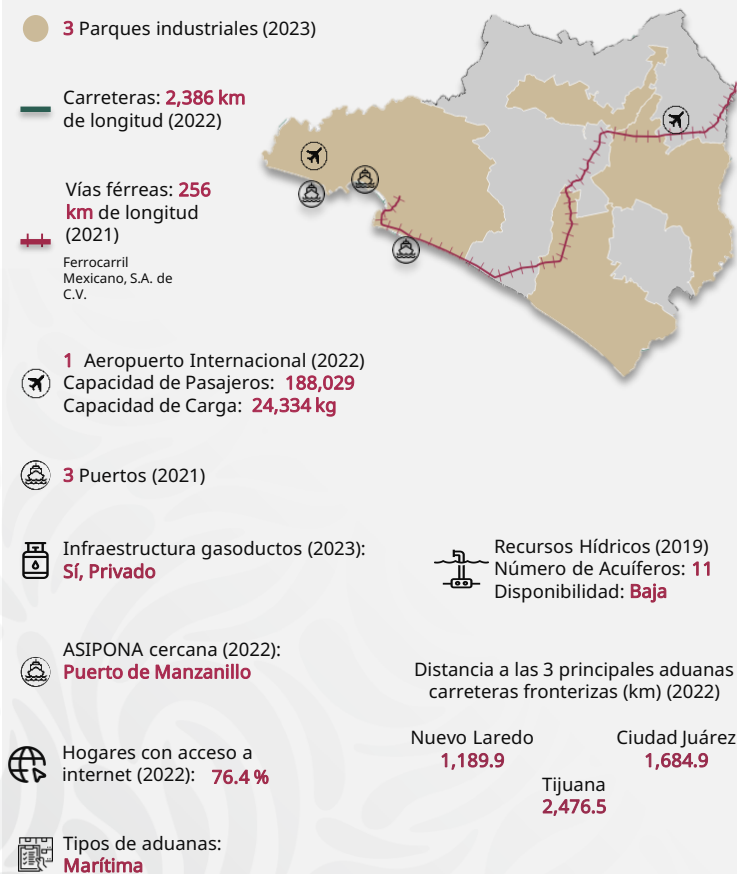 3 Parques industriales (2023)
Carreteras: 2,386 km
de longitud (2022)
Vías férreas: 256
km de longitud
(2021)
Ferrocarril
Mexicano, S.A. de
C.V.
1 Aeropuerto Internacional (2022)
Capacidad de Pasajeros: 188,029
Capacidad de Carga: 24,334 kg
3 Puertos (2021)
Infraestructura gasoductos (2023):
Sí, Privado
Recursos Hídricos (2019)
Número de Acuíferos: 11
Disponibilidad: Baja
ASIPONA cercana (2022):
Puerto de Manzanillo
Distancia a las 3 principales aduanas
carreteras fronterizas (km) (2022)
Nuevo Laredo
1,189.9
Ciudad Juárez
1,684.9
Tijuana
2,476.5
Hogares con acceso a
internet (2022): 76.4 %
Tipos de aduanas:
Marítima